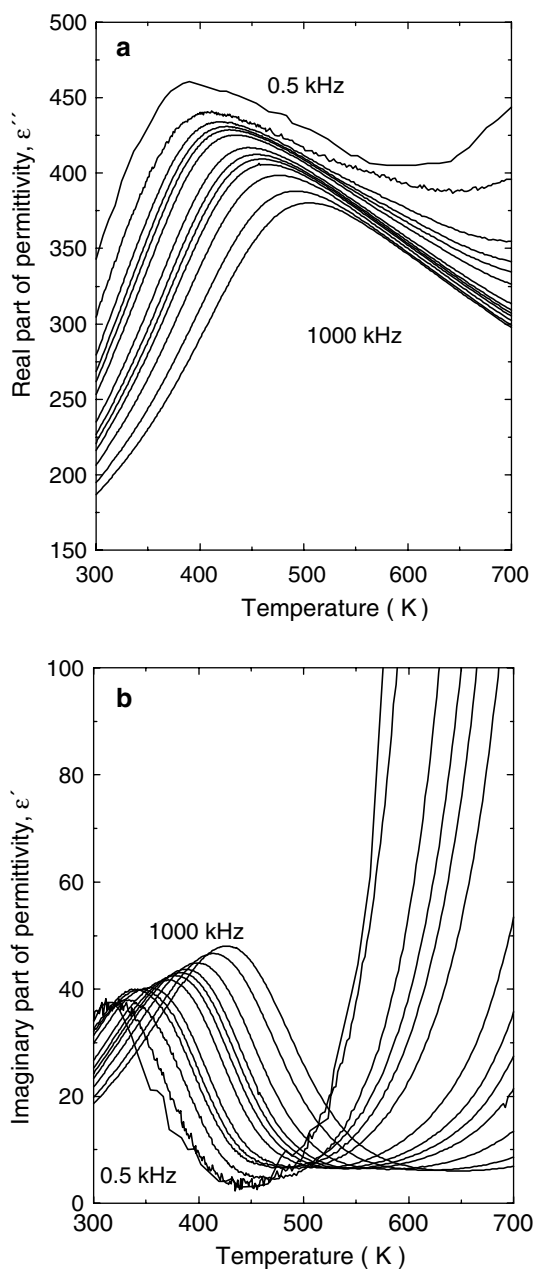 500
a
0.5 kHz
450
400
350
300
250
200
150
1000 kHz
Real part of permittivity, ε´´
300 400 500 600 700
Temperature ( K )
100
b
80
60
1000 kHz
40
20
0.5 kHz
0
Imaginary part of permittivity, ε´
300 400 500 600 700
Temperature ( K )